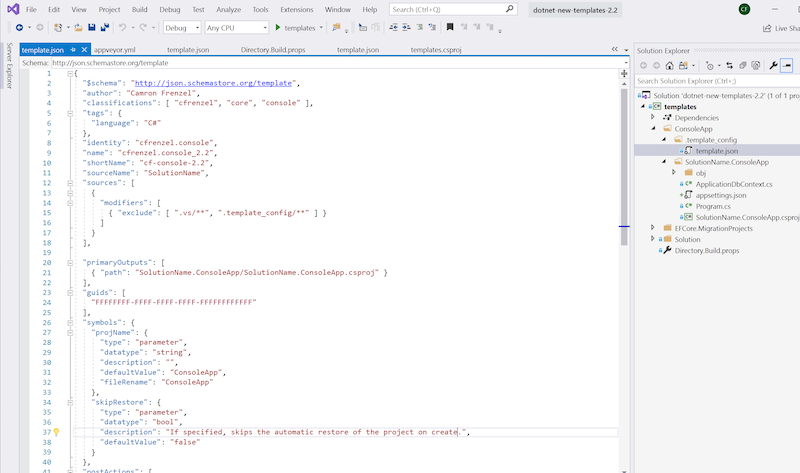 File Edit View Project Build Debug Test Analyze Tools Extensions Window Help Search (Ctrl+Q) dotnet-new-templates-2.2 CF
Debug Any CPU templates Live Sha
template.json appveyor.yml template.json Directory.Build.props template.json templates.csproj
Schema: http://json.schemastore.org/template
Server Explorer
1 {
2 "$schema": "http://json.schemastore.org/template",
3 "author": "Camron Frenzel",
4 "classifications": [ "cfrenzel", "core", "console" ],
5 "tags": {
6 "language": "C#"
7 },
8 "identity": "cfrenzel.console",
9 "name": "cfrenzel.console_2.2",
10 "shortName": "cf-console-2.2",
11 "sourceName": "SolutionName",
12 "sources": [
13 {
14 "modifiers": [
15 { "exclude": [ ".vs/**", ".template_config/**" ] }
16 ]
17 }
18 ],
19
20 "primaryOutputs": [
21 { "path": "SolutionName.ConsoleApp/SolutionName.ConsoleApp.csproj" }
22 ],
23 "guids": [
24 "FFFFFFFF-FFFF-FFFF-FFFF-FFFFFFFFFFFF"
25 ],
26 "symbols": {
27 "projName": {
28 "type": "parameter",
29 "datatype": "string",
30 "description": "",
31 "defaultValue": "ConsoleApp",
32 "fileRename": "ConsoleApp"
33 },
34 "skipRestore": {
35 "type": "parameter",
36 "datatype": "bool",
37 "description": "If specified, skips the automatic restore of the project on create.",
38 "defaultValue": "false"
39 }
40 },
41 "postActions": [
Solution Explorer
Search Solution Explorer (Ctrl+;)
Solution 'dotnet-new-templates-2.2' (1 of 1 proj
templates
Dependencies
ConsoleApp
.template_config
template.json
SolutionName.ConsoleApp
obj
ApplicationDbContext.cs
appsettings.json
Program.cs
SolutionName.ConsoleApp.csproj
EFCore.MigrationProjects
Solution
Directory.Build.props